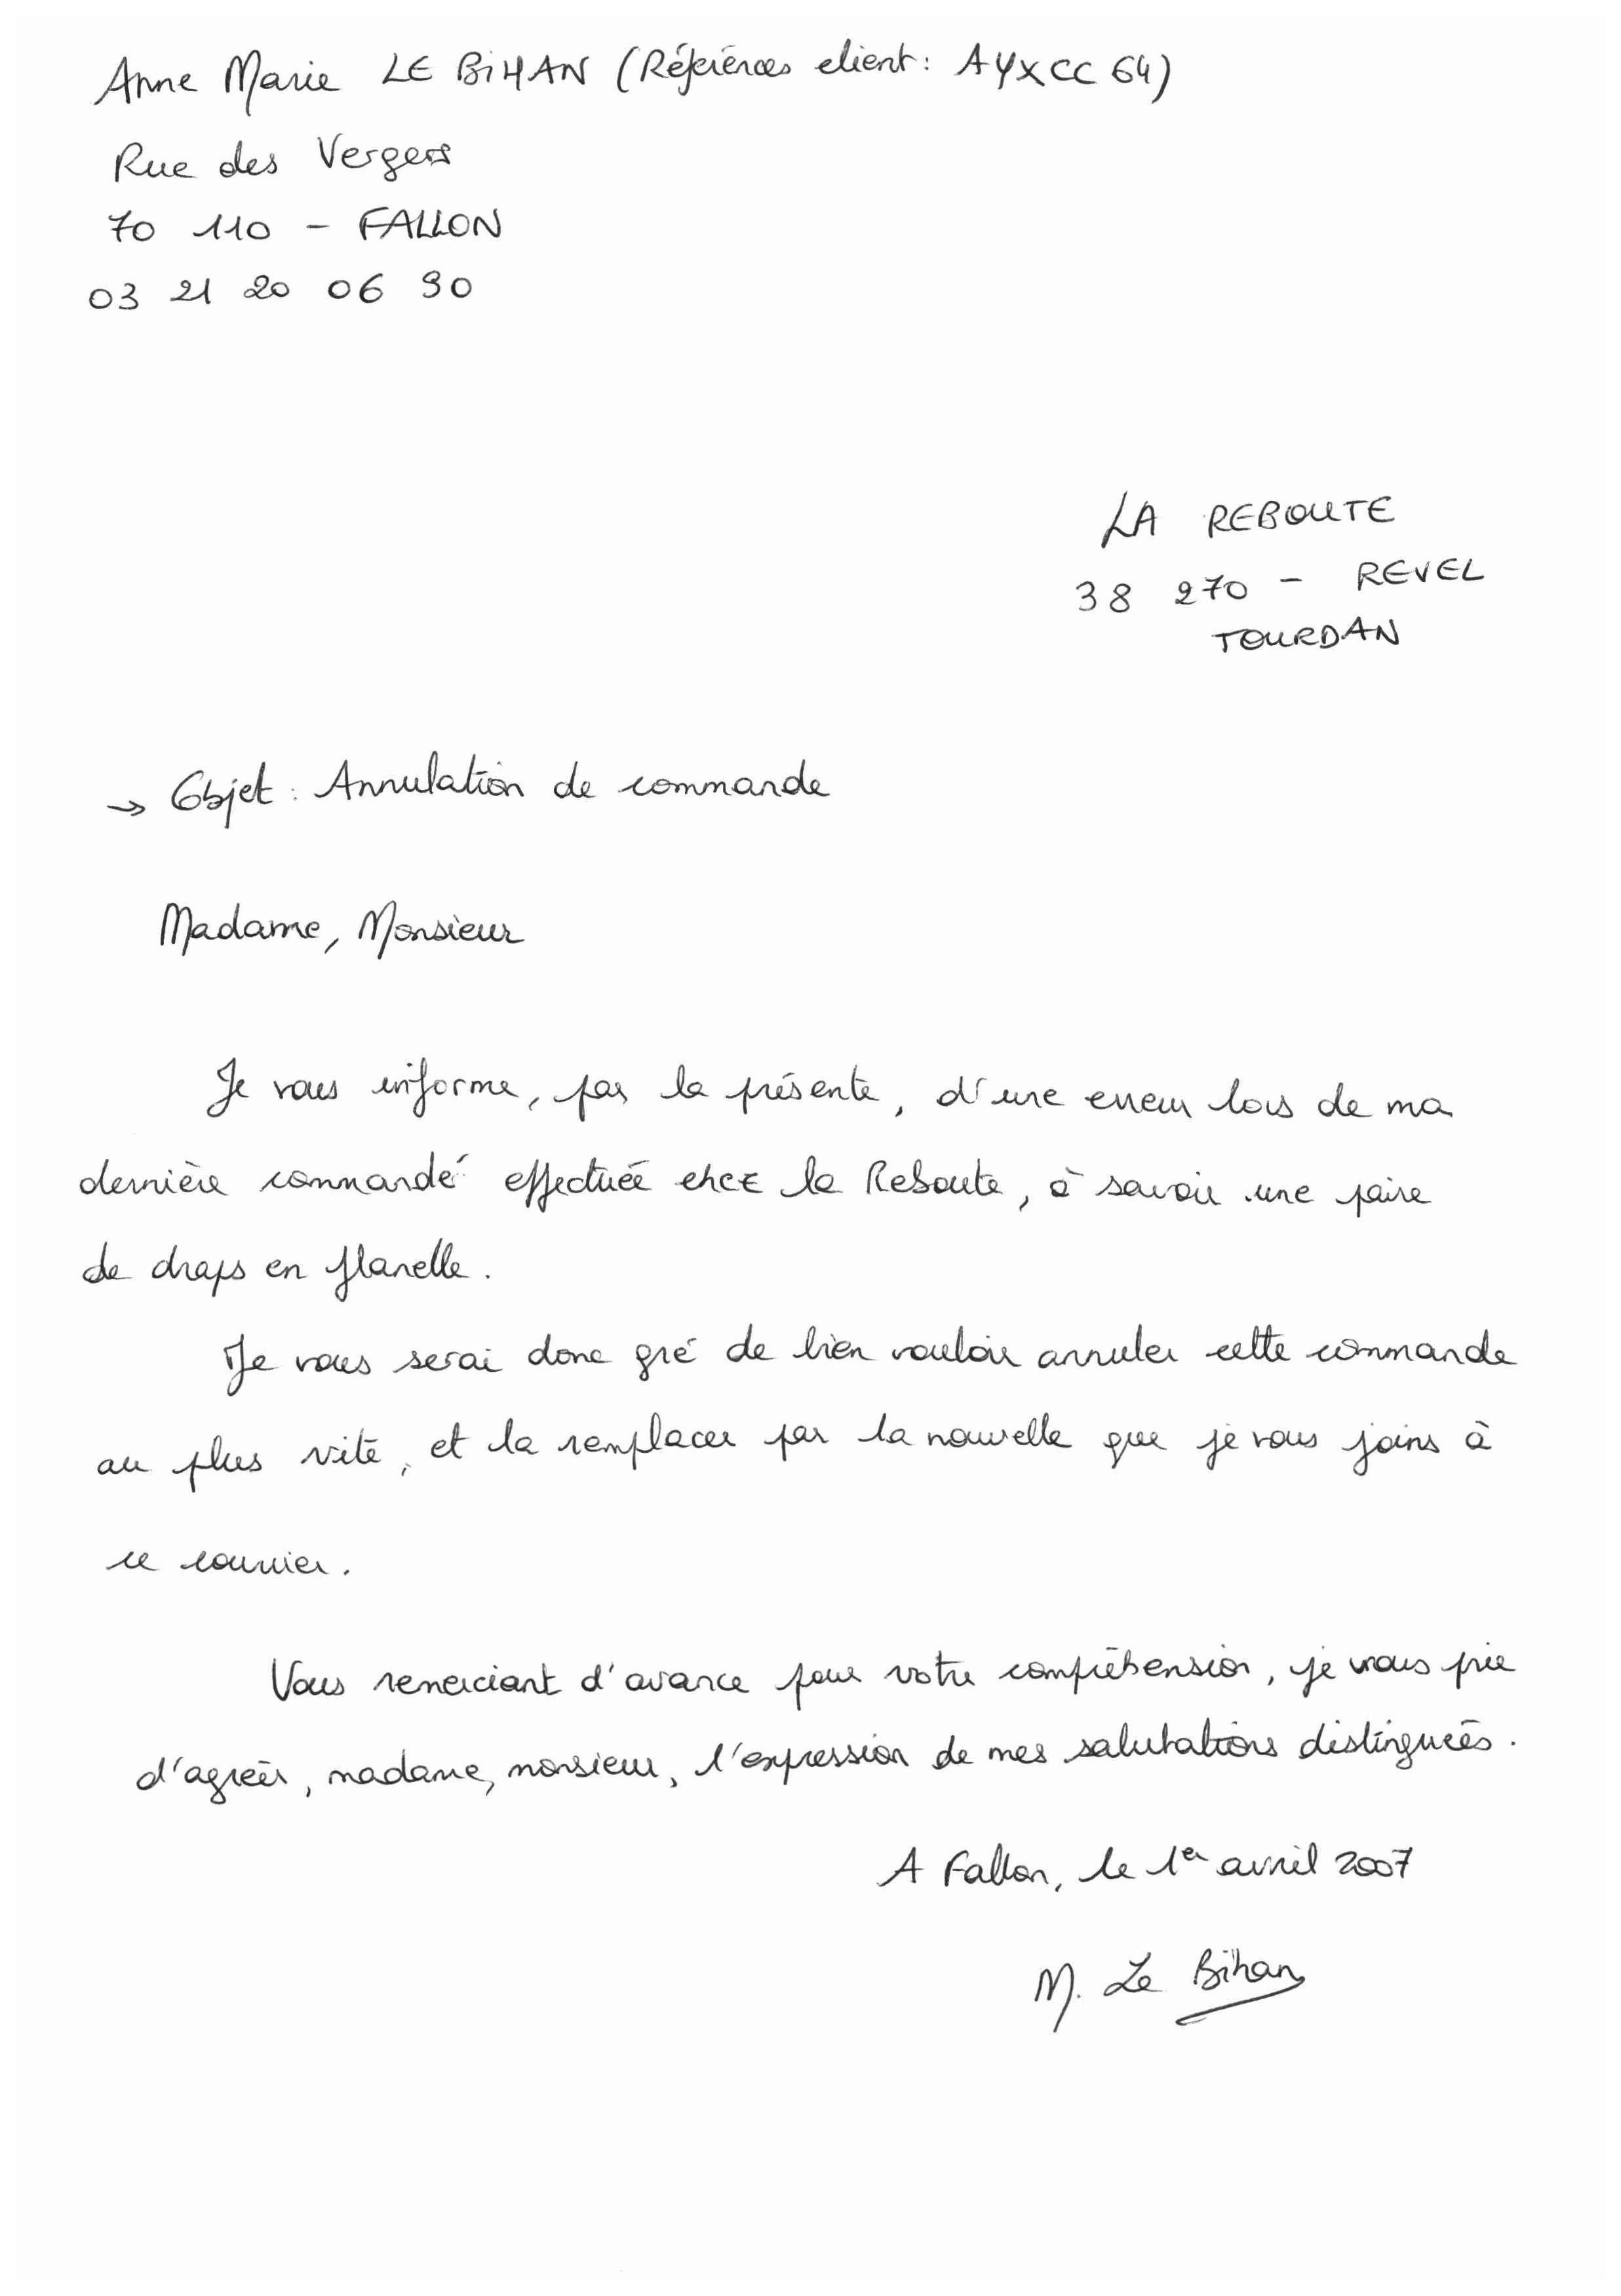 Anne Marie LE BIHAN (Références client : AYXCC 64)
Rue des Vergers
70 110 - FALLON
03 21 20 06 90
LA REBOUTE
38 270 - REVEL
TOURDAN
→ Objet : Annulation de commande
Madame, Monsieur
Je vous informe, par la présente, d'une erreur lors de ma
dernière commande effectuée chez la Reboute, à savoir une paire
de draps en flanelle.
Je vous serai donc gré de bien vouloir annuler cette commande
au plus vite, et la remplacer par la nouvelle que je vous joins à
ce courrier.
Vous remerciant d'avance pour votre compréhension, je vous prie
d'agréer, madame, monsieur, l'expression de mes salutations distinguées.
A Fallon, le 1er avril 2007
M. Le Bihan